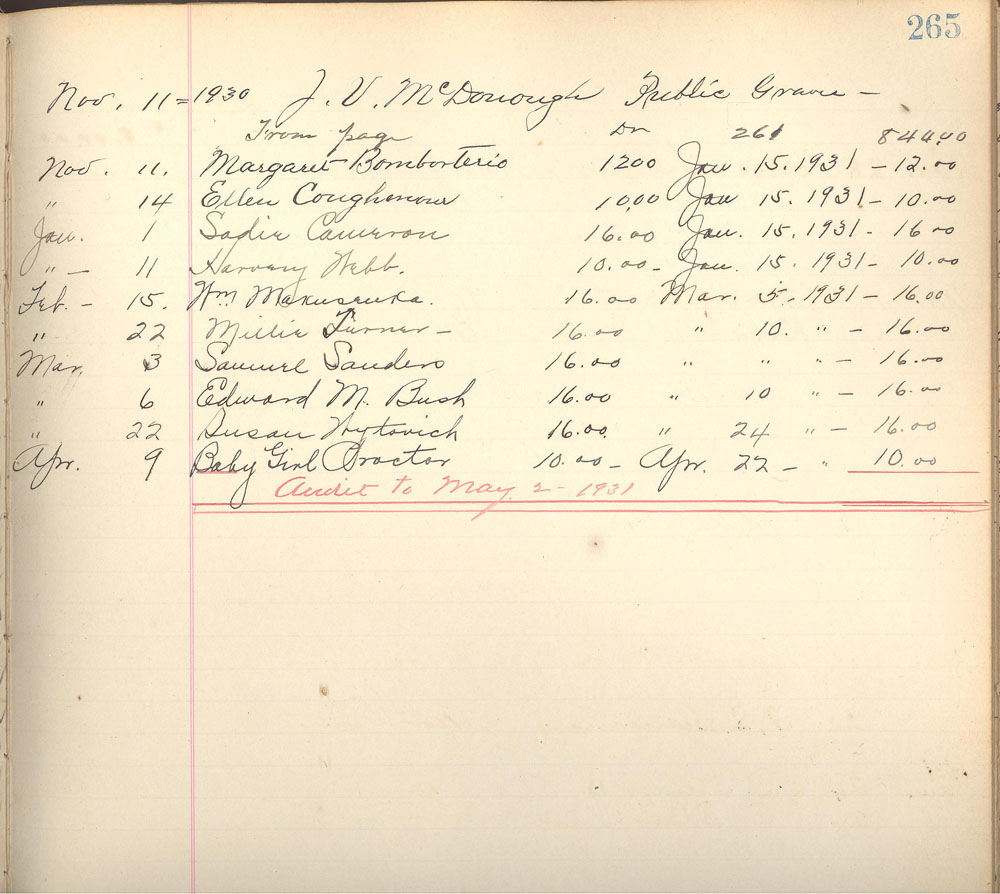 265
Nov. 11 = 1930 J. V. McDonough Public Grave -
From page Dr 261 844.00
Nov. 11. Margaret Bomborterio 1200 Jan. 15. 1931 - 12.00
" 14 Ellen Coughenour 10,00 Jan 15. 1931 - 10.00
Jan. 1 Sadie Cameron 16.00 Jan. 15. 1931 - 16 00
" - 11 Harvery Webb. 10.00 - Jan. 15. 1931 - 10.00
Feb - 15. Wm. 16.00 Mar. 5. 1931 - 16.00
" 22 Millie Turner - 16.00 " 10. " - 16.00
Mar. 3 Samuel Sanders 16.00 " " " - 16.00
" 6 Edward M. Bush 16.00 " 10 " - 16.00
" 22 Susan Wytovich 16.00. " 24 " - 16.00
Apr. 9 Baby Girl Proctor 10.00 - Apr. 22 - " 10.00
Audit to May 2 - 1931